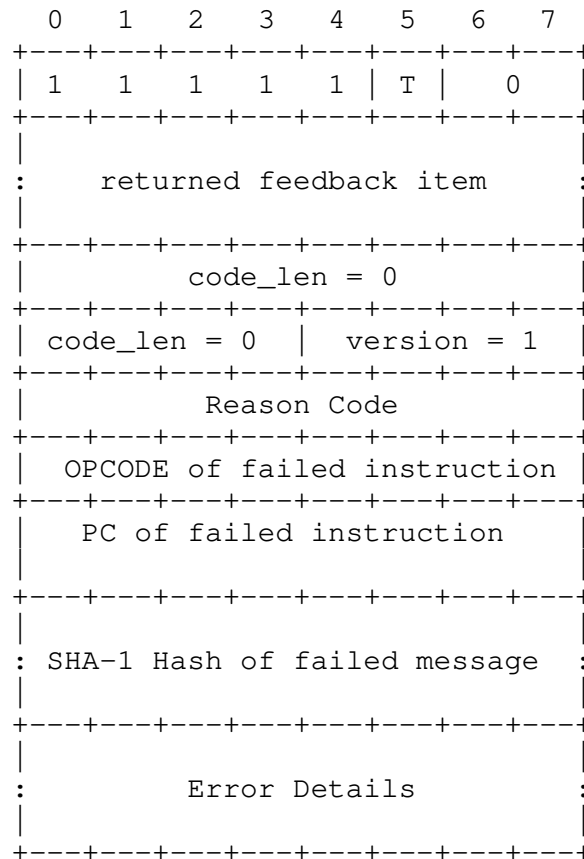 0 1 2 3 4 5 6 7
+---+---+---+---+---+---+---+---+
| 1 1 1 1 1 | T | 0 |
+---+---+---+---+---+---+---+---+
| |
: returned feedback item :
| |
+---+---+---+---+---+---+---+---+
| code_len = 0 |
+---+---+---+---+---+---+---+---+
| code_len = 0 | version = 1 |
+---+---+---+---+---+---+---+---+
| Reason Code |
+---+---+---+---+---+---+---+---+
| OPCODE of failed instruction |
+---+---+---+---+---+---+---+---+
| PC of failed instruction |
| |
+---+---+---+---+---+---+---+---+
| |
: SHA-1 Hash of failed message :
| |
+---+---+---+---+---+---+---+---+
| |
: Error Details :
| |
+---+---+---+---+---+---+---+---+